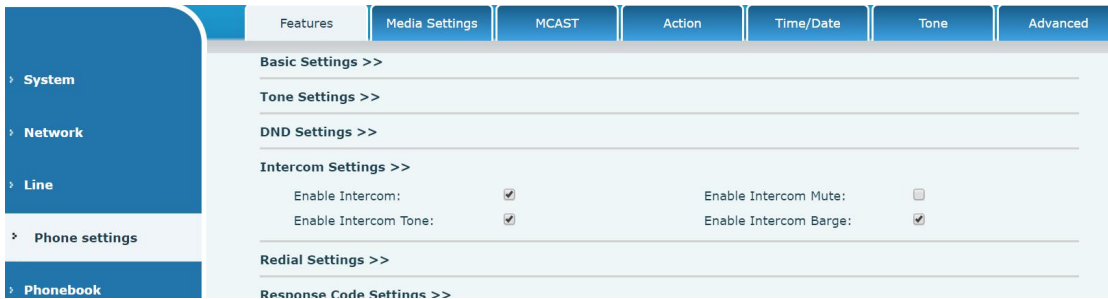 Features Media Settings MCAST Action Time/Date Tone Advanced
System
Network
Line
Phone settings
Phonebook
Basic Settings >>
Tone Settings >>
DND Settings >>
Intercom Settings >>
Enable Intercom: Enable Intercom Mute:
Enable Intercom Tone: Enable Intercom Barge:
Redial Settings >>
Response Code Settings >>